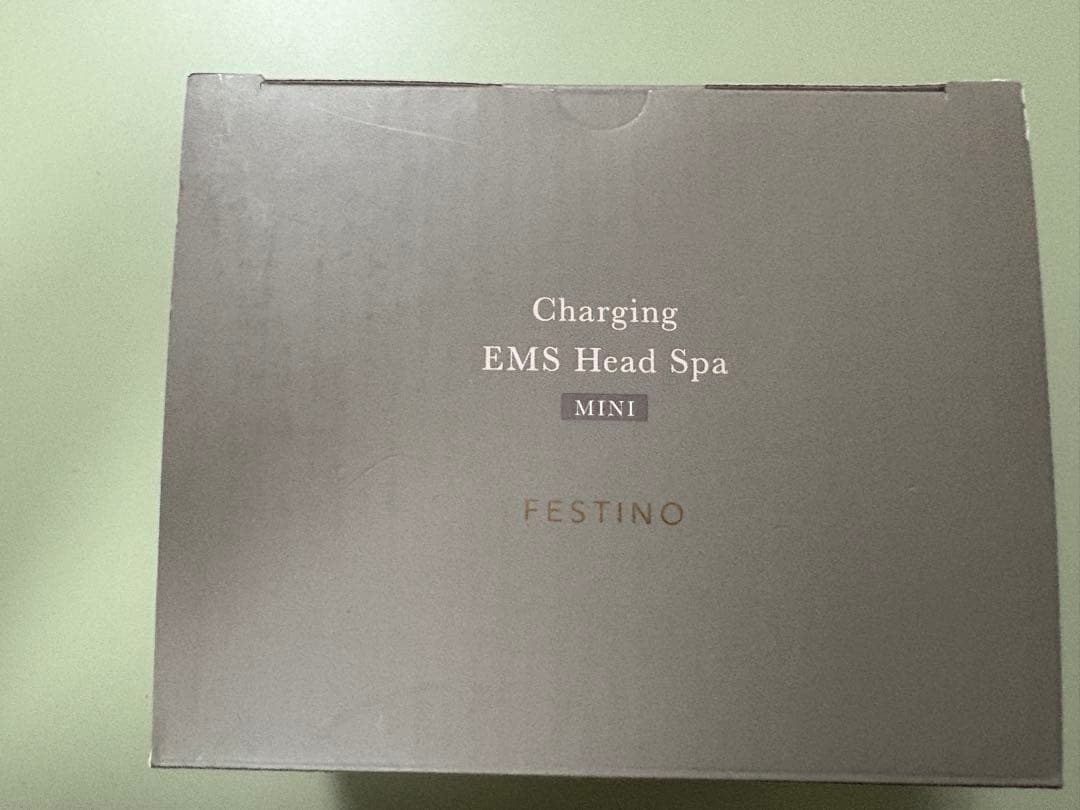 Charging
EMS Head Spa
MINI
FESTINO